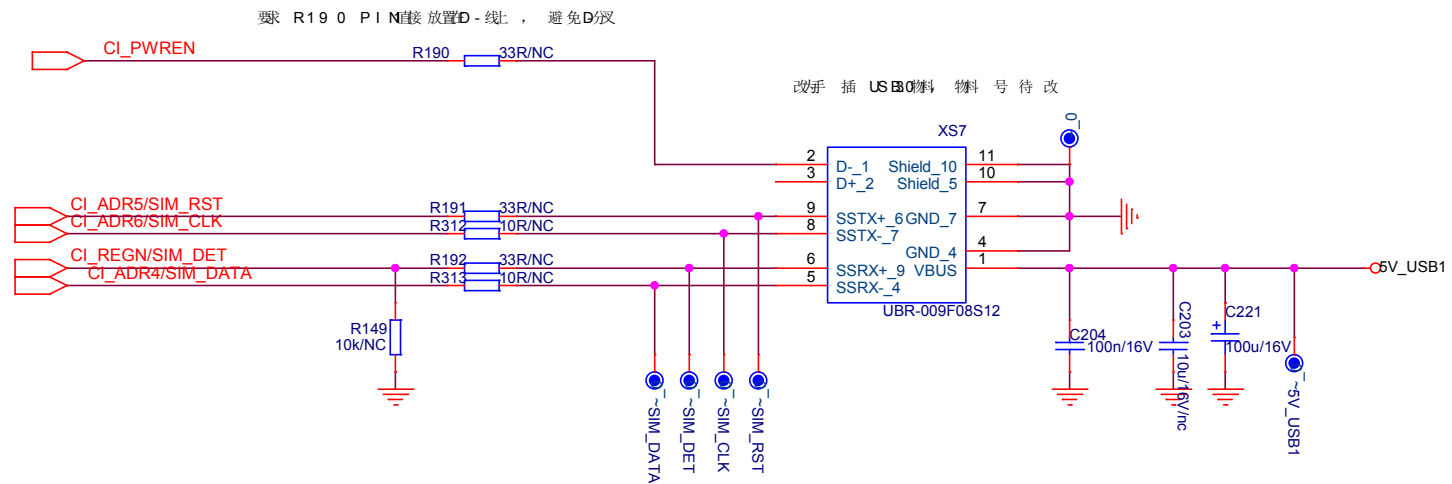 要求 R190 PIN直接放置在D-线上，避免D-分叉
CI_PWREN
R190 33R/NC
改为手插USB3.0物料，物料号待改
XS7
0_
2 D-_1 Shield_10 11
3 D+_2 Shield_5 10
CI_ADR5/SIM_RST
R191 33R/NC
9 SSTX+_6 GND_7 7
CI_ADR6/SIM_CLK
R312 10R/NC
8 SSTX-_7
GND_4 4
CI_REGN/SIM_DET
R192 33R/NC
6 SSRX+_9 VBUS 1
5V_USB1
CI_ADR4/SIM_DATA
R313 10R/NC
5 SSRX-_4
UBR-009F08S12
R149
10k/NC
C204
100n/16V
C203
10u/16V/nc
C221
+
100u/16V
~SIM_DATA
~SIM_DET
~SIM_CLK
~SIM_RST
~5V_USB1